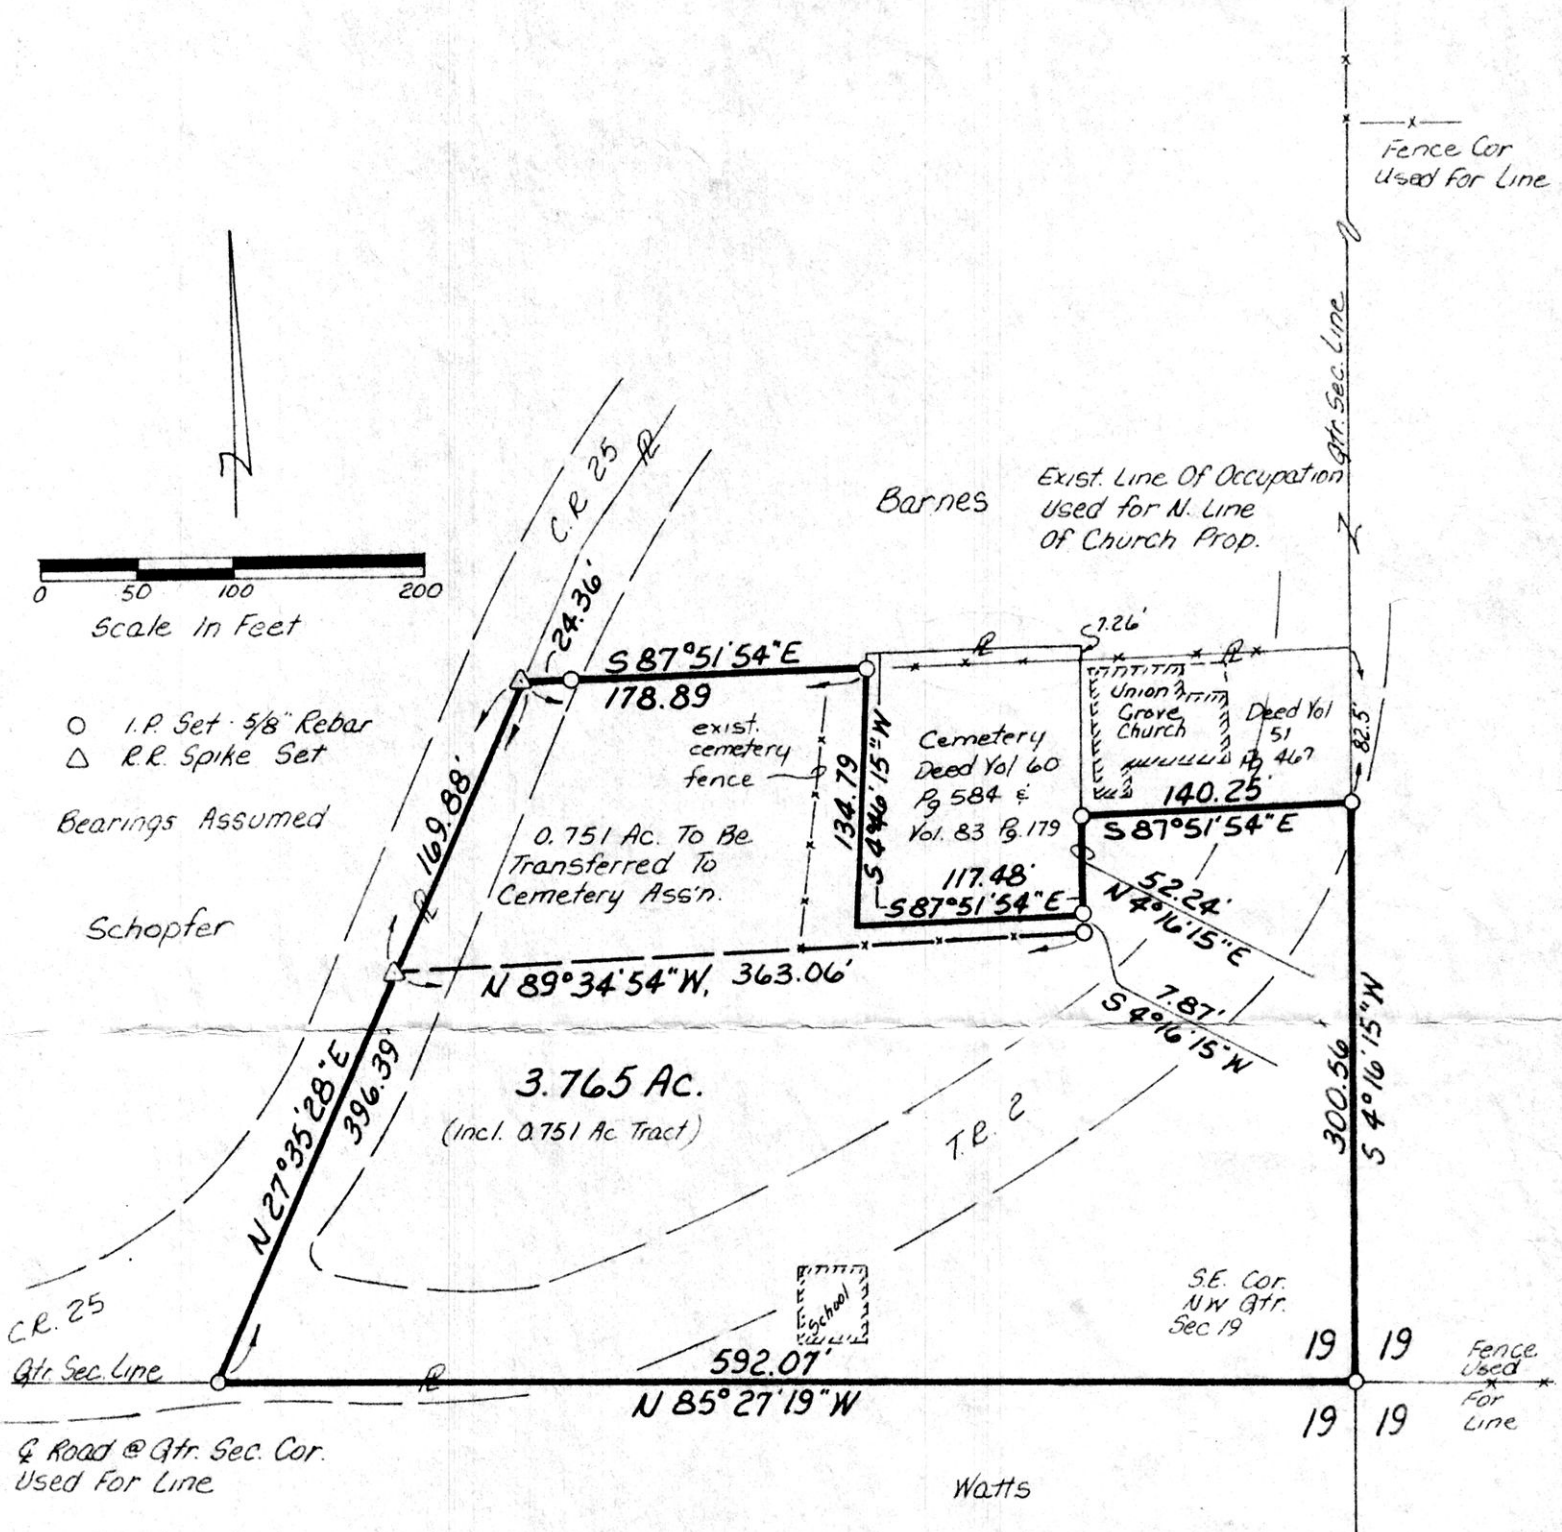 Fence Cor
Used For Line
Qtr. Sec. Line
C.R. 25
Barnes
Exist. Line Of Occupation
Used for N. Line
Of Church Prop.
0 50 100 200
Scale in Feet
24.36'
7.26'
S 87°51'54"E
178.89
I.P. Set - 5/8" Rebar
R.R. Spike Set
Bearings Assumed
exist.
cemetery
fence
Cemetery
Deed Vol 60
Pg 584 &
Vol. 83 Pg. 179
Union
Grove
Church
Deed Vol
51
Pg 467
82.5'
169.88'
134.79
S 4°46'15"W
140.25'
S 87°51'54"E
0.751 Ac. To Be
Transferred To
Cemetery Ass'n.
117.48'
S 87°51'54"E
52.24'
N 4°16'15"E
Schopfer
N 89°34'54"W, 363.06'
7.87'
S 4°16'15"W
N 27°35'28"E
396.39'
3.765 Ac.
(Incl. 0.751 Ac Tract)
T.R. 2
300.56'
S 4°16'15"W
School
S.E. Cor.
NW Qtr.
Sec 19
C.R. 25
Qtr. Sec. Line
592.07'
N 85°27'19"W
19 19
19 19
Fence
Used
For
Line
℄ Road @ Qtr. Sec. Cor.
Used For Line
Watts